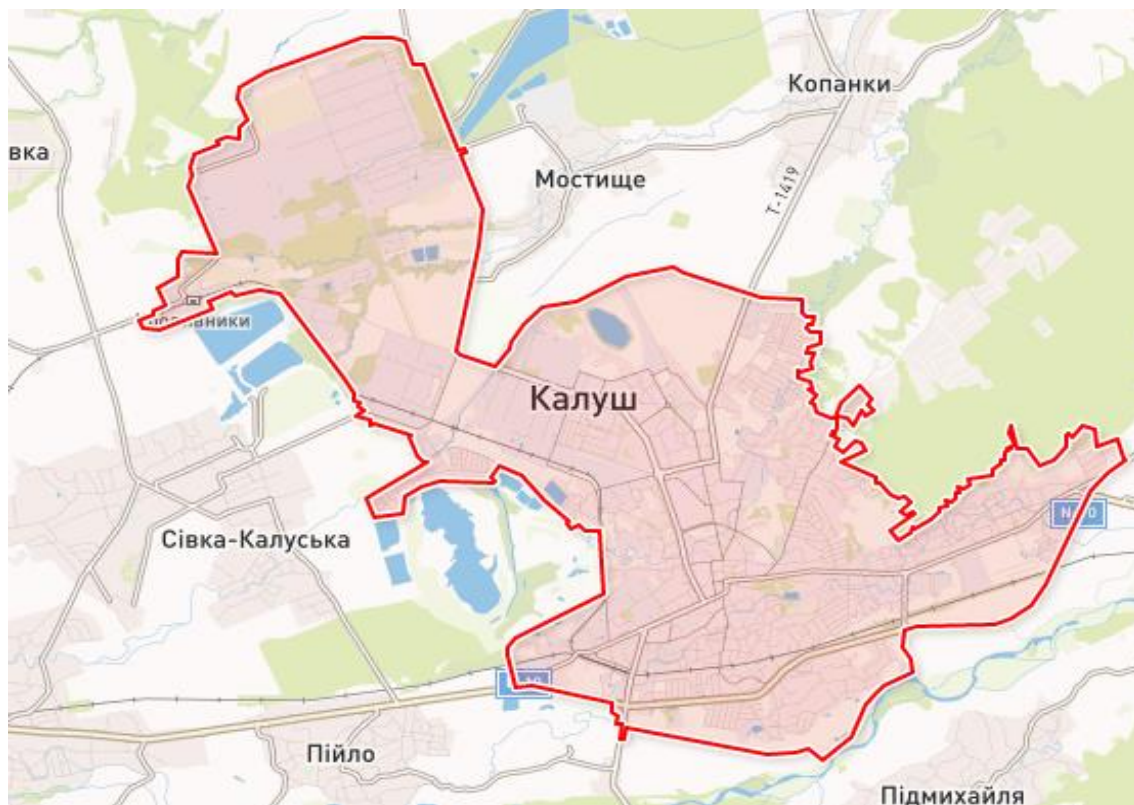 Копанки
вка
Мостище
Т-1419
Калуш
Сівка-Калуська
Пійло
Підмихайля